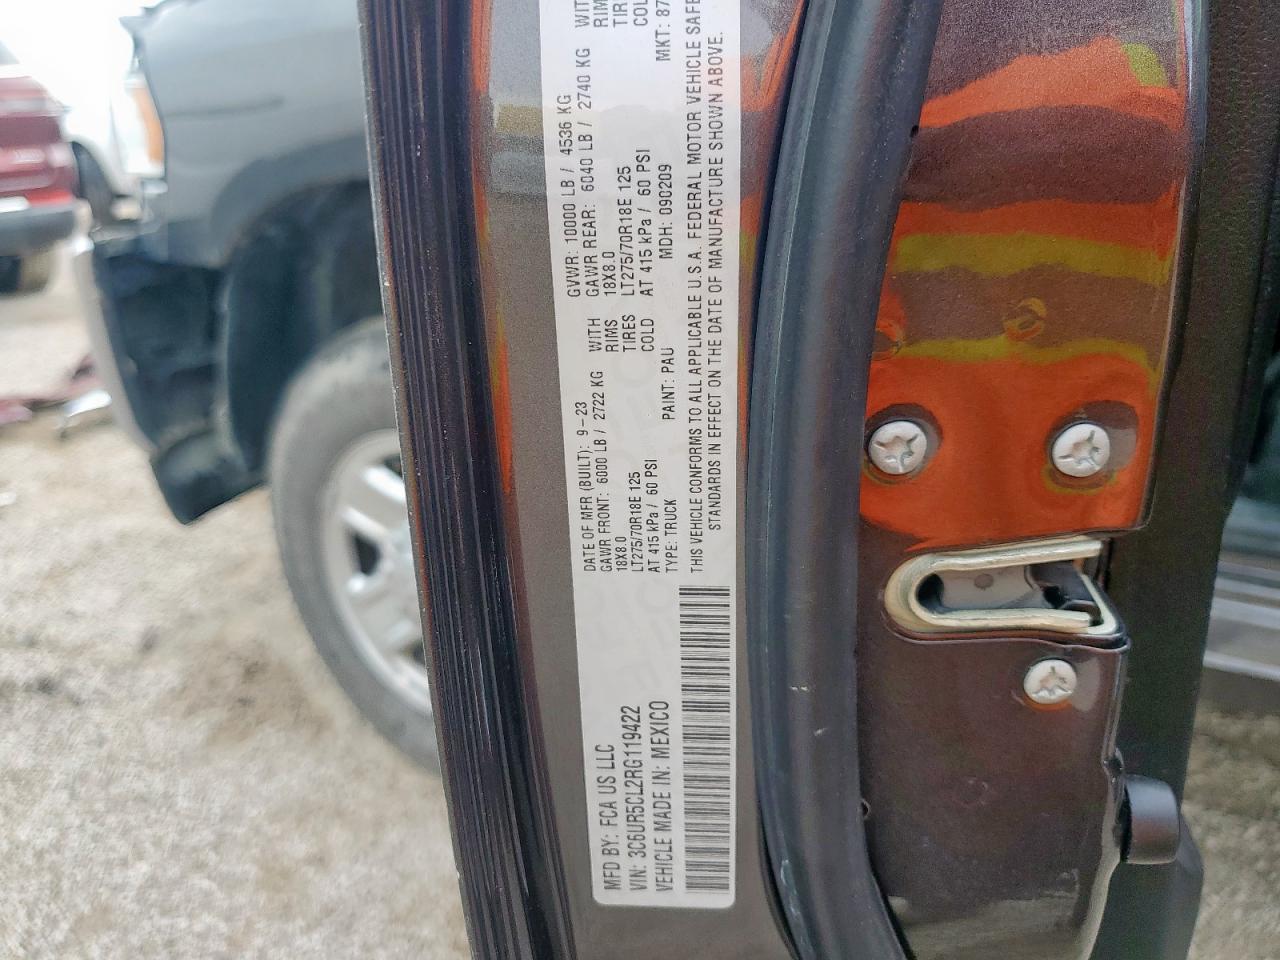 MFD BY: FCA US LLC
VIN: 3C6UR5CL2RG119422
VEHICLE MADE IN: MEXICO
DATE OF MFR (BUILT): 9-23 GVWR: 10000 LB / 4536 KG
GAWR FRONT: 6000 LB / 2722 KG WITH GAWR REAR: 6040 LB / 2740 KG WITH
18X8.0 RIMS 18X8.0
LT275/70R18E 125 TIRES LT275/70R18E 125
AT 415 kPa / 60 PSI COLD AT 415 kPa / 60 PSI
TYPE: TRUCK PAINT: PAU MDH: 090209 MKT:
THIS VEHICLE CONFORMS TO ALL APPLICABLE U.S.A. FEDERAL MOTOR VEHICLE
STANDARDS IN EFFECT ON THE DATE OF MANUFACTURE SHOWN ABOVE.